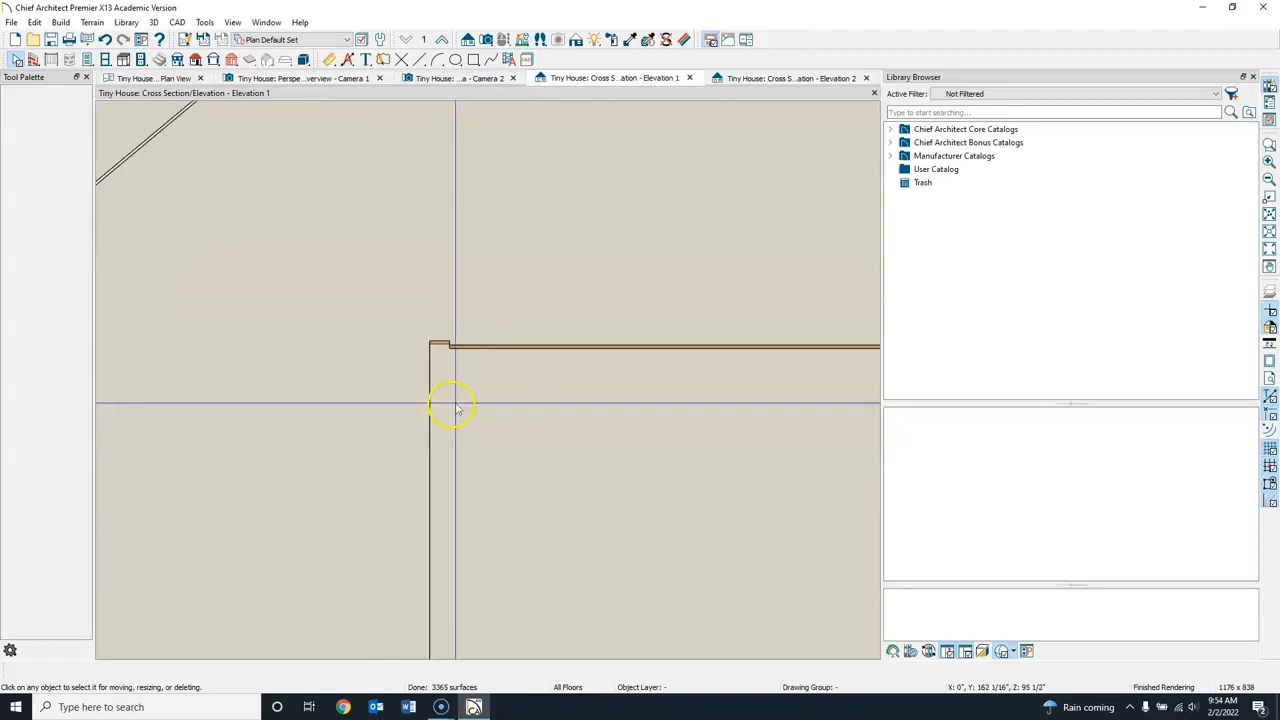 Chief Architect Premier X13 Academic Version
File Edit Build Terrain Library 3D CAD Tools View Window Help
Plan Default Set
1
Tool Palette
Tiny House... Plan View
Tiny House: Perspe...verview - Camera 1
Tiny House: ...a - Camera 2
Tiny House: Cross S...ation - Elevation 1
Tiny House: Cross S...ation - Elevation 2
Library Browser
Tiny House: Cross Section/Elevation - Elevation 1
Active Filter: Not Filtered
Type to start searching...
Chief Architect Core Catalogs
Chief Architect Bonus Catalogs
Manufacturer Catalogs
User Catalog
Trash
Click on any object to select it for moving, resizing, or deleting.
Done: 3365 surfaces
All Floors
Object Layer: -
Drawing Group: -
X: 0", Y: 162 1/16", Z: 95 1/2"
Finished Rendering
1176 x 838
Type here to search
Rain coming
9:54 AM
2/2/2022
2